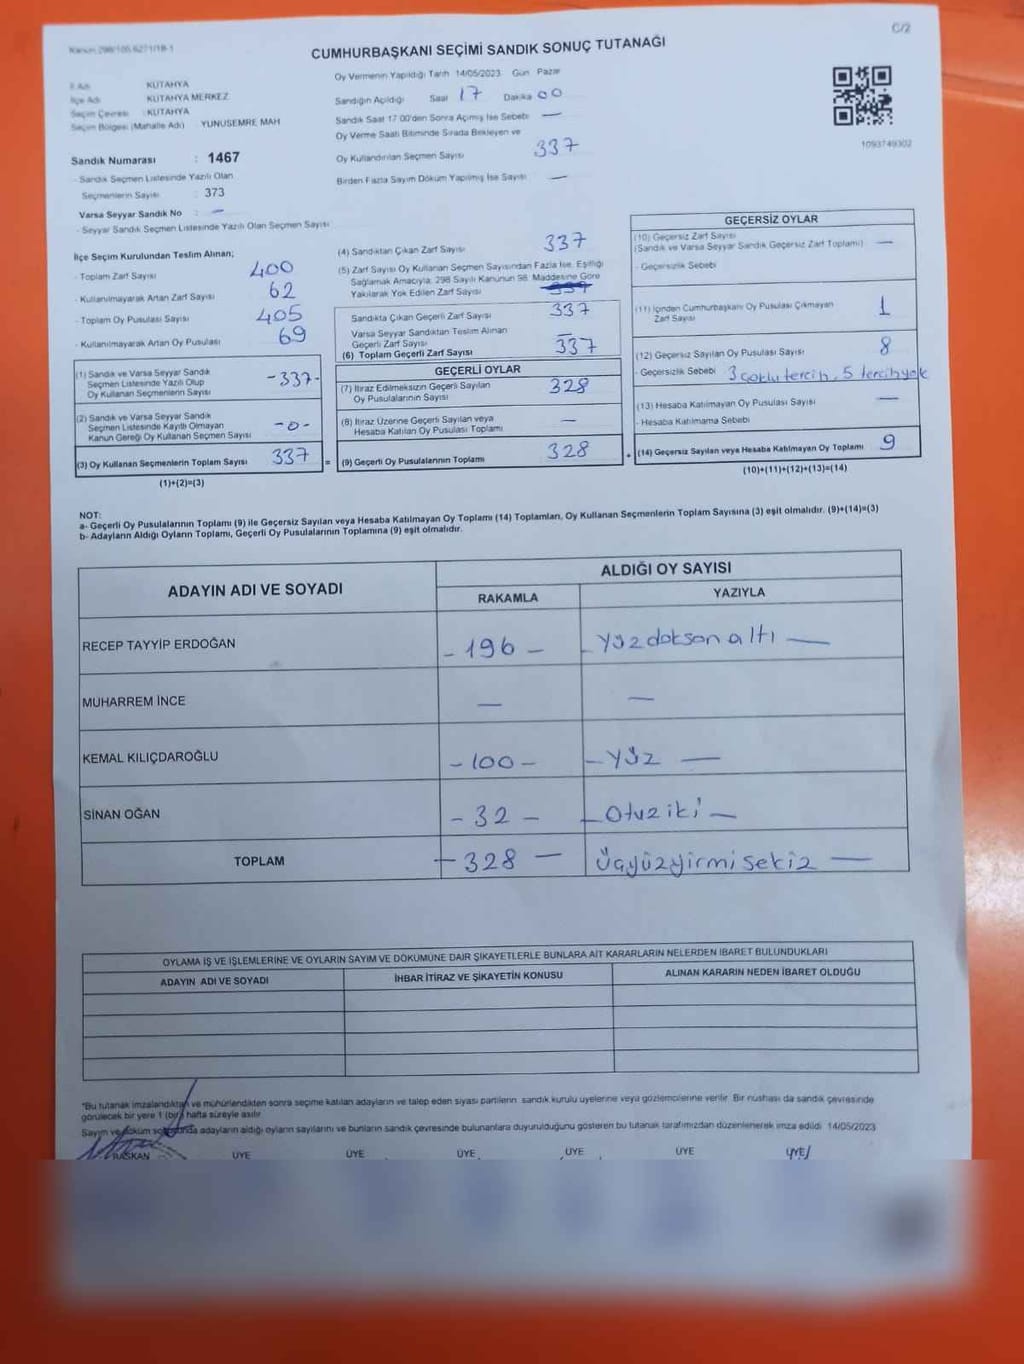 Kanun 298/105,6271/18-1
C/2
CUMHURBAŞKANI SEÇİMİ SANDIK SONUÇ TUTANAĞI
İl Adı : KÜTAHYA
İlçe Adı : KÜTAHYA MERKEZ
Seçim Çevresi : KÜTAHYA
Seçim Bölgesi (Mahalle Adı) : YUNUSEMRE MAH
Sandık Numarası : 1467
- Sandık Seçmen Listesinde Yazılı Olan
Seçmenlerin Sayısı : 373
Varsa Seyyar Sandık No : —
- Seyyar Sandık Seçmen Listesinde Yazılı Olan Seçmen Sayısı
Oy Vermenin Yapıldığı Tarih 14/05/2023 Gün Pazar
Sandığın Açıldığı Saat 17 Dakika 00
Sandık Saat 17.00'den Sonra Açılmış İse Sebebi —
Oy Verme Saati Bitiminde Sırada Bekleyen ve
Oy Kullandırılan Seçmen Sayısı 337
Birden Fazla Sayım Döküm Yapılmış İse Sayısı —
1093749302
İlçe Seçim Kurulundan Teslim Alınan;
- Toplam Zarf Sayısı 400
- Kullanılmayarak Artan Zarf Sayısı 62
- Toplam Oy Pusulası Sayısı 405
- Kullanılmayarak Artan Oy Pusulası 69
(1) Sandık ve Varsa Seyyar Sandık
Seçmen Listesinde Yazılı Olup
Oy Kullanan Seçmenlerin Sayısı -337-
(2) Sandık ve Varsa Seyyar Sandık
Seçmen Listesinde Kayıtlı Olmayan
Kanun Gereği Oy Kullanan Seçmen Sayısı -0-
(3) Oy Kullanan Seçmenlerin Toplam Sayısı 337
(1)+(2)=(3)
(4) Sandıktan Çıkan Zarf Sayısı 337
(5) Zarf Sayısı Oy Kullanan Seçmen Sayısından Fazla İse, Eşitliği
Sağlamak Amacıyla; 298 Sayılı Kanunun 98. Maddesine Göre
Yakılarak Yok Edilen Zarf Sayısı 337
Sandıkta Çıkan Geçerli Zarf Sayısı 337
Varsa Seyyar Sandıktan Teslim Alınan
Geçerli Zarf Sayısı —
(6) Toplam Geçerli Zarf Sayısı 337
GEÇERLİ OYLAR
(7) İtiraz Edilmeksizin Geçerli Sayılan
Oy Pusulalarının Sayısı 328
(8) İtiraz Üzerine Geçerli Sayılan veya
Hesaba Katılan Oy Pusulası Toplamı —
= (9) Geçerli Oy Pusulalarının Toplamı 328
GEÇERSİZ OYLAR
(10) Geçersiz Zarf Sayısı
(Sandık ve Varsa Seyyar Sandık Geçersiz Zarf Toplamı) —
- Geçersizlik Sebebi
(11) İçinden Cumhurbaşkanı Oy Pusulası Çıkmayan
Zarf Sayısı 1
(12) Geçersiz Sayılan Oy Pusulası Sayısı 8
- Geçersizlik Sebebi 3 çoklu tercih, 5 tercih yok
(13) Hesaba Katılmayan Oy Pusulası Sayısı —
- Hesaba Katılmama Sebebi
+ (14) Geçersiz Sayılan veya Hesaba Katılmayan Oy Toplamı 9
(10)+(11)+(12)+(13)=(14)
NOT:
a- Geçerli Oy Pusulalarının Toplamı (9) ile Geçersiz Sayılan veya Hesaba Katılmayan Oy Toplamı (14) Toplamları, Oy Kullanan Seçmenlerin Toplam Sayısına (3) eşit olmalıdır. (9)+(14)=(3)
b- Adayların Aldığı Oyların Toplamı, Geçerli Oy Pusulalarının Toplamına (9) eşit olmalıdır.
ADAYIN ADI VE SOYADI ALDIĞI OY SAYISI
RAKAMLA YAZIYLA
RECEP TAYYİP ERDOĞAN - 196 - - Yüzdoksan altı —
MUHARREM İNCE — —
KEMAL KILIÇDAROĞLU - 100 - - Yüz —
SİNAN OĞAN - 32 - - Otuz iki —
TOPLAM - 328 - Üçyüzyirmi sekiz —
OYLAMA İŞ VE İŞLEMLERİNE VE OYLARIN SAYIM VE DÖKÜMÜNE DAİR ŞİKAYETLERLE BUNLARA AİT KARARLARIN NELERDEN İBARET BULUNDUKLARI
ADAYIN ADI VE SOYADI İHBAR İTİRAZ VE ŞİKAYETİN KONUSU ALINAN KARARIN NEDEN İBARET OLDUĞU
*Bu tutanak imzalandıktan ve mühürlendikten sonra seçime katılan adayların ve talep eden siyasi partilerin sandık kurulu üyelerine veya gözlemcilerine verilir. Bir nüshası da sandık çevresinde
görülecek bir yere 1 (bir) hafta süreyle asılır.
Sayım ve döküm sonucunda adayların aldığı oyların sayılarını ve bunların sandık çevresinde bulunanlara duyurulduğunu gösteren bu tutanak tarafımızdan düzenlenerek imza edildi. 14/05/2023
BAŞKAN ÜYE ÜYE ÜYE ÜYE ÜYE ÜYE